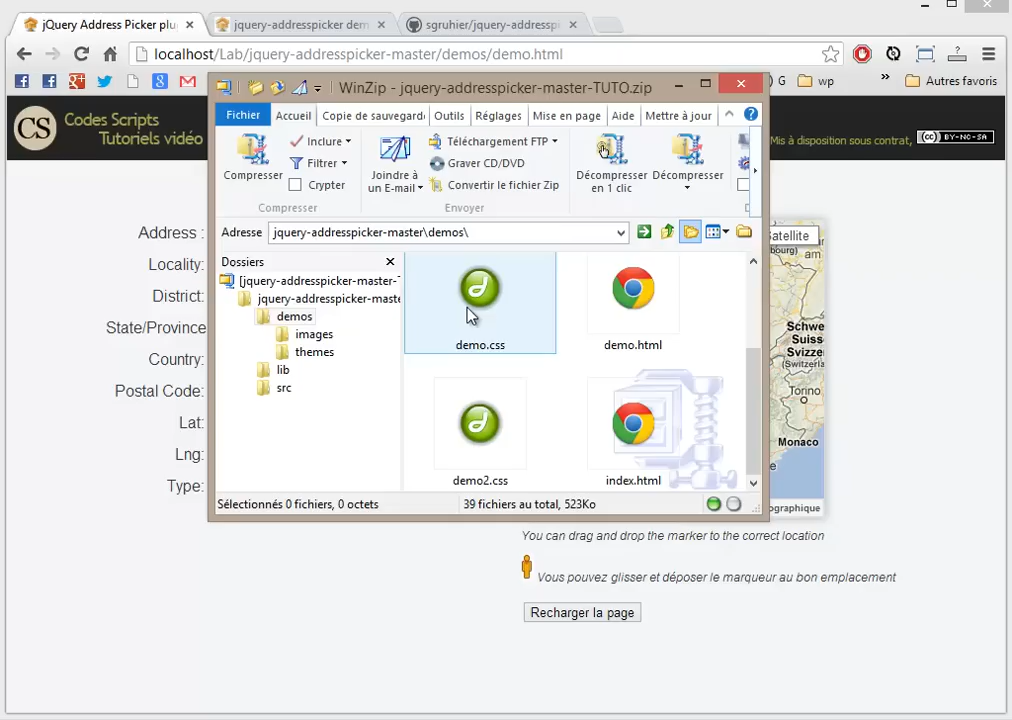 jQuery Address Picker plu
jquery-addresspicker dem
sgruhier/jquery-addressp
localhost/Lab/jquery-addresspicker-master/demos/demo.html
G
wp
»
Autres favoris
CS
Codes Scripts
Tutoriels vidéo
Mis à disposition sous contrat,
(cc) BY-NC-SA
WinZip - jquery-addresspicker-master-TUTO.zip
Fichier
Accueil
Copie de sauvegard
Outils
Réglages
Mise en page
Aide
Mettre à jour
Compresser
Inclure
Filtrer
Crypter
Compresser
Joindre à
un E-mail
Téléchargement FTP
Graver CD/DVD
Convertir le fichier Zip
Envoyer
Décompresser
en 1 clic
Décompresser
Adresse
jquery-addresspicker-master\demos\
Dossiers
[jquery-addresspicker-master-T
jquery-addresspicker-maste
demos
images
themes
lib
src
demo.css
demo.html
demo2.css
index.html
Sélectionnés 0 fichiers, 0 octets
39 fichiers au total, 523Ko
Address :
Locality:
District:
State/Province
Country:
Postal Code:
Lat:
Lng:
Type:
Satellite
Torino
Monaco
You can drag and drop the marker to the correct location
Vous pouvez glisser et déposer le marqueur au bon emplacement
Recharger la page